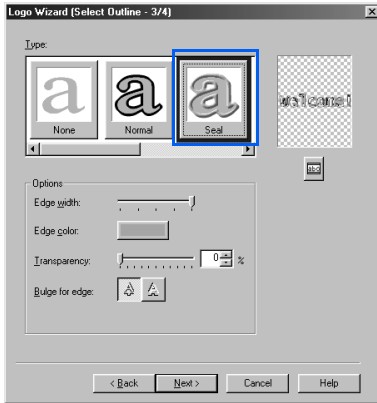 Logo Wizard (Select Outline - 3/4)
Type:
a a a
None Normal Seal
welcome!
abc
Options
Edge width:
Edge color:
Transparency: 0 %
Bulge for edge: A A
< Back Next > Cancel Help